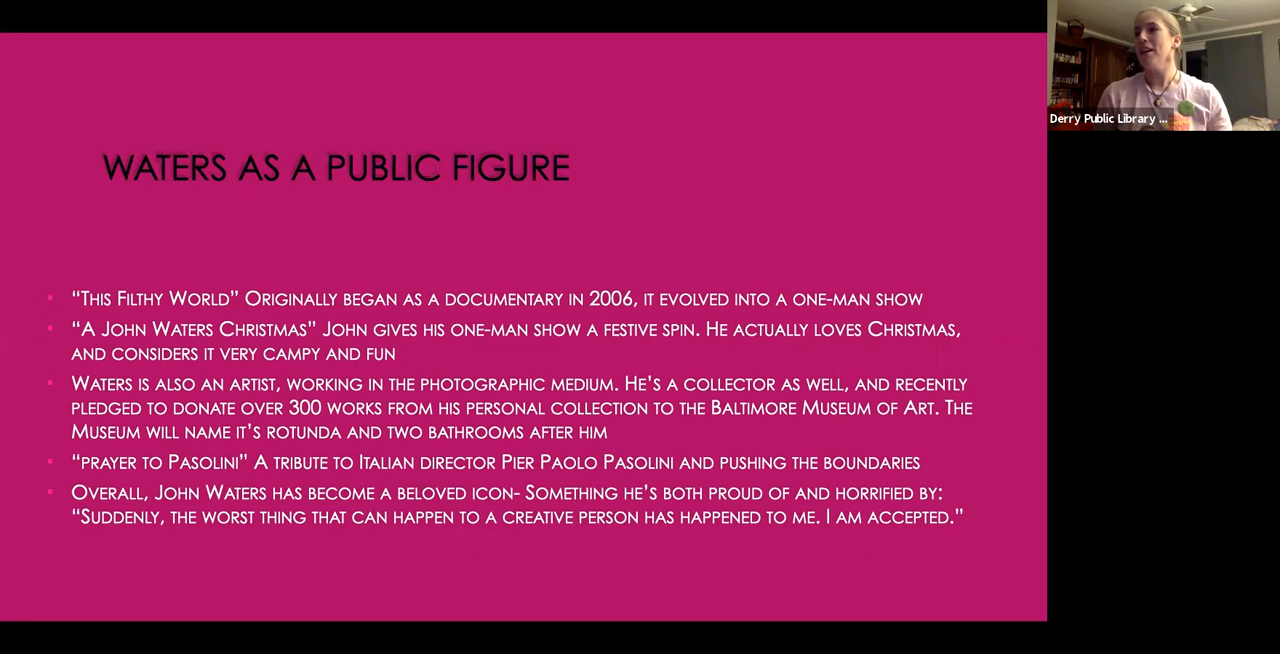 WATERS AS A PUBLIC FIGURE
• “THIS FILTHY WORLD” ORIGINALLY BEGAN AS A DOCUMENTARY IN 2006, IT EVOLVED INTO A ONE-MAN SHOW
• “A JOHN WATERS CHRISTMAS” JOHN GIVES HIS ONE-MAN SHOW A FESTIVE SPIN. HE ACTUALLY LOVES CHRISTMAS,
AND CONSIDERS IT VERY CAMPY AND FUN
• WATERS IS ALSO AN ARTIST, WORKING IN THE PHOTOGRAPHIC MEDIUM. HE’S A COLLECTOR AS WELL, AND RECENTLY
PLEDGED TO DONATE OVER 300 WORKS FROM HIS PERSONAL COLLECTION TO THE BALTIMORE MUSEUM OF ART. THE
MUSEUM WILL NAME IT’S ROTUNDA AND TWO BATHROOMS AFTER HIM
• “PRAYER TO PASOLINI” A TRIBUTE TO ITALIAN DIRECTOR PIER PAOLO PASOLINI AND PUSHING THE BOUNDARIES
• OVERALL, JOHN WATERS HAS BECOME A BELOVED ICON- SOMETHING HE’S BOTH PROUD OF AND HORRIFIED BY:
“SUDDENLY, THE WORST THING THAT CAN HAPPEN TO A CREATIVE PERSON HAS HAPPENED TO ME. I AM ACCEPTED.”
Derry Public Library ...